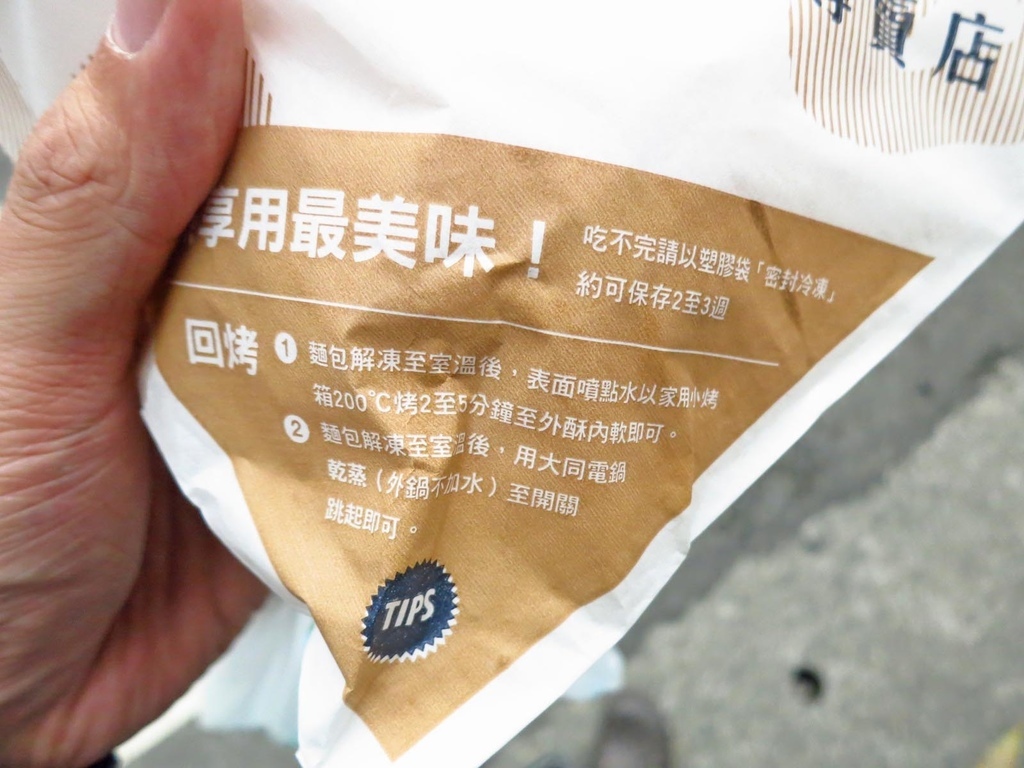 專賣店
享用最美味！
吃不完請以塑膠袋「密封冷凍」
約可保存2至3週
回烤
1 麵包解凍至室溫後，表面噴點水以家用小烤
箱200℃烤2至5分鐘至外酥內軟即可。
2 麵包解凍至室溫後，用大同電鍋
乾蒸（外鍋不加水）至開關
跳起即可。
TIPS